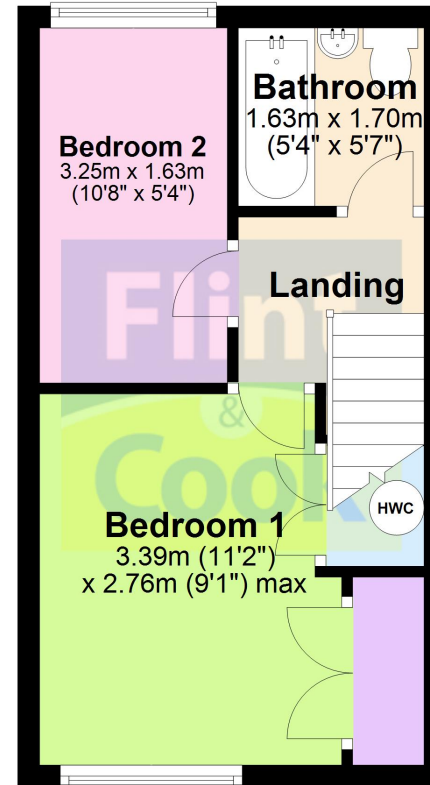 Bathroom
1.63m x 1.70m
(5'4" x 5'7")
Bedroom 2
3.25m x 1.63m
(10'8" x 5'4")
Landing
Flint
&
Cook
HWC
Bedroom 1
3.39m (11'2")
x 2.76m (9'1") max